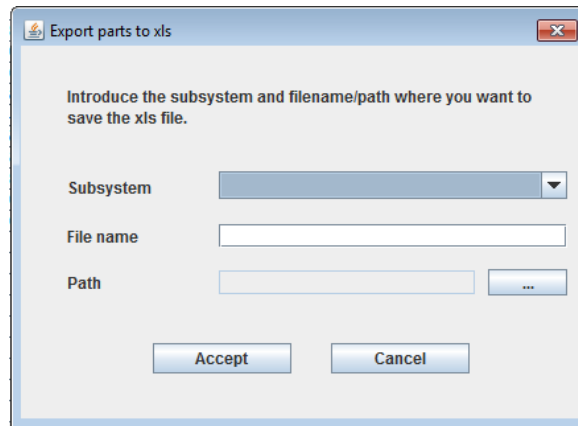 Export parts to xls
Introduce the subsystem and filename/path where you want to
save the xls file.
Subsystem
File name
Path
...
Accept
Cancel